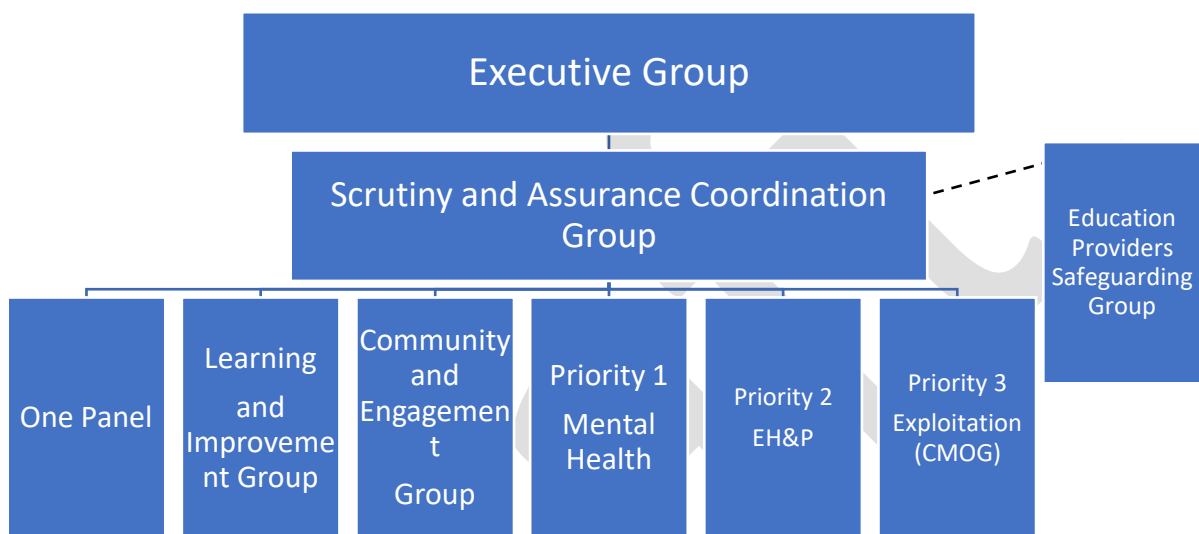 Executive Group
Scrutiny and Assurance Coordination
Group
Education
Providers
Safeguarding
Group
One Panel
Learning
and
Improveme
nt Group
Community
and
Engagemen
t
Group
Priority 1
Mental
Health
Priority 2
EH&P
Priority 3
Exploitation
(CMOG)